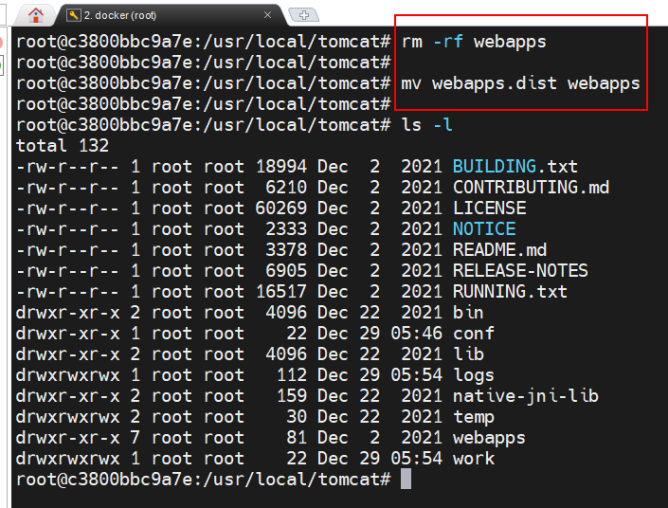 2. docker (root)
root@c3800bbc9a7e:/usr/local/tomcat# rm -rf webapps
root@c3800bbc9a7e:/usr/local/tomcat#
root@c3800bbc9a7e:/usr/local/tomcat# mv webapps.dist webapps
root@c3800bbc9a7e:/usr/local/tomcat#
root@c3800bbc9a7e:/usr/local/tomcat# ls -l
total 132
-rw-r--r-- 1 root root 18994 Dec  2  2021 BUILDING.txt
-rw-r--r-- 1 root root  6210 Dec  2  2021 CONTRIBUTING.md
-rw-r--r-- 1 root root 60269 Dec  2  2021 LICENSE
-rw-r--r-- 1 root root  2333 Dec  2  2021 NOTICE
-rw-r--r-- 1 root root  3378 Dec  2  2021 README.md
-rw-r--r-- 1 root root  6905 Dec  2  2021 RELEASE-NOTES
-rw-r--r-- 1 root root 16517 Dec  2  2021 RUNNING.txt
drwxr-xr-x 2 root root  4096 Dec 22  2021 bin
drwxr-xr-x 1 root root    22 Dec 29 05:46 conf
drwxr-xr-x 2 root root  4096 Dec 22  2021 lib
drwxrwxrwx 1 root root   112 Dec 29 05:54 logs
drwxr-xr-x 2 root root   159 Dec 22  2021 native-jni-lib
drwxrwxrwx 2 root root    30 Dec 22  2021 temp
drwxr-xr-x 7 root root    81 Dec  2  2021 webapps
drwxrwxrwx 1 root root    22 Dec 29 05:54 work
root@c3800bbc9a7e:/usr/local/tomcat#